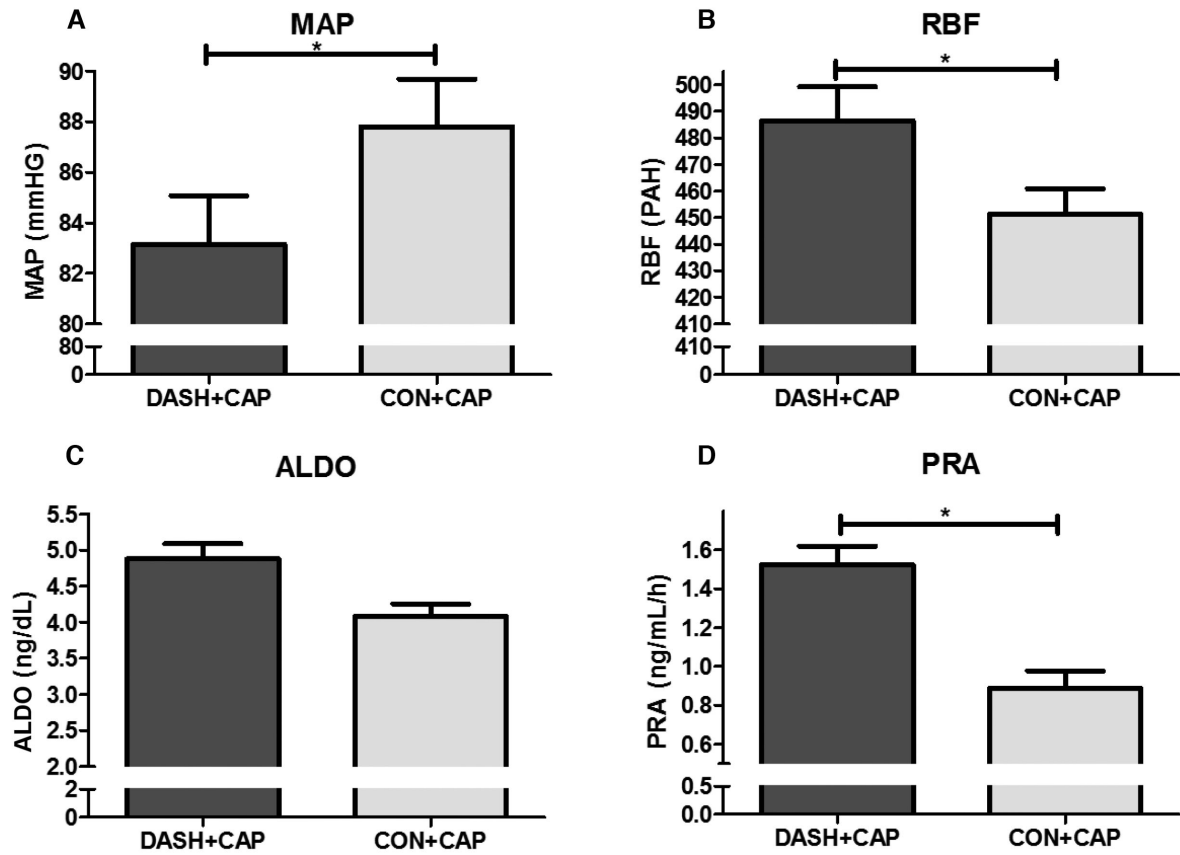 A
MAP
*
MAP (mmHG)
90
88
86
84
82
80
80
0
DASH+CAP
CON+CAP
B
RBF
*
RBF (PAH)
500
490
480
470
460
450
440
430
420
410
410
0
DASH+CAP
CON+CAP
C
ALDO
ALDO (ng/dL)
5.5
5.0
4.5
4.0
3.5
3.0
2.5
2.0
2
0
DASH+CAP
CON+CAP
D
PRA
*
PRA (ng/mL/h)
1.6
1.4
1.2
1.0
0.8
0.6
0.5
0.0
DASH+CAP
CON+CAP